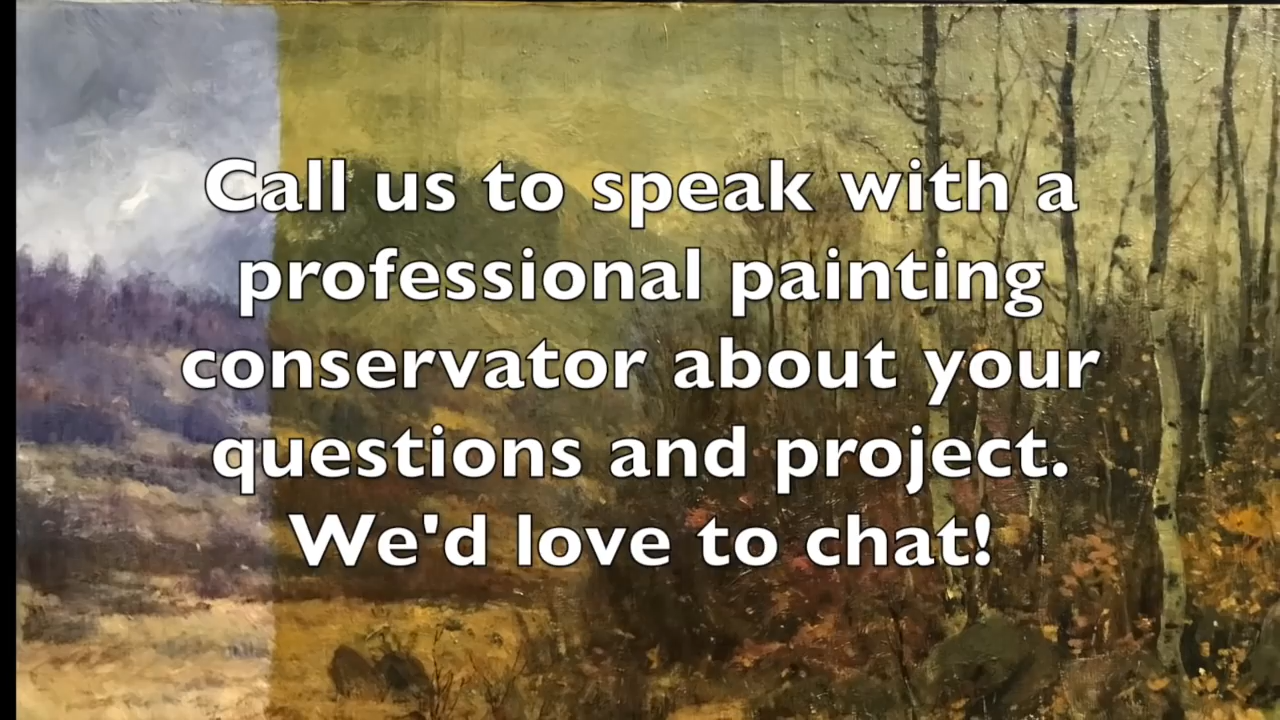 Call us to speak with a
professional painting
conservator about your
questions and project.
We'd love to chat!